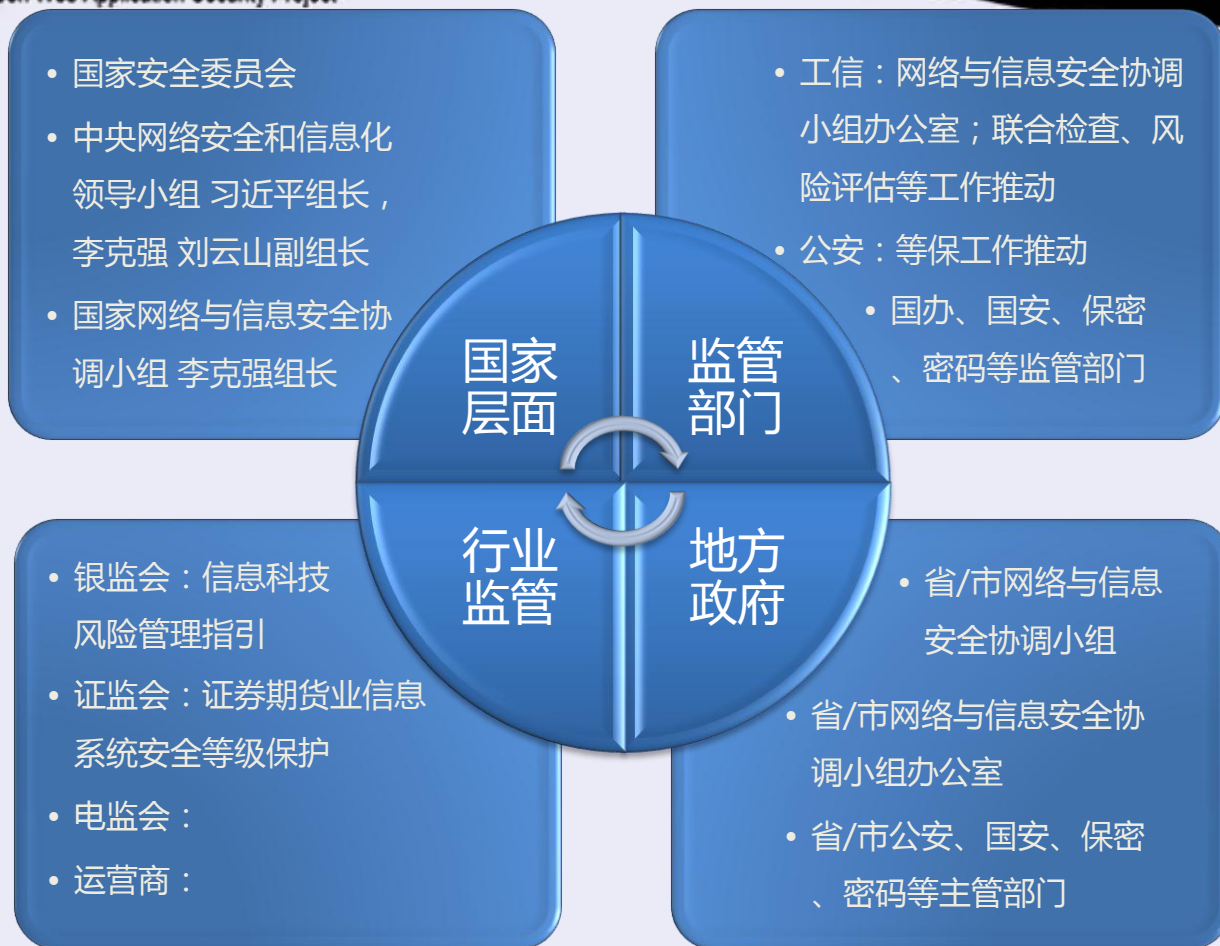 Web Application Security Project
• 国家安全委员会
• 中央网络安全和信息化
领导小组 习近平组长，
李克强 刘云山副组长
• 国家网络与信息安全协
调小组 李克强组长
• 工信：网络与信息安全协调
小组办公室；联合检查、风
险评估等工作推动
• 公安：等保工作推动
• 国办、国安、保密
、密码等监管部门
国家
层面
监管
部门
行业
监管
地方
政府
• 银监会：信息科技
风险管理指引
• 证监会：证券期货业信息
系统安全等级保护
• 电监会：
• 运营商：
• 省/市网络与信息
安全协调小组
• 省/市网络与信息安全协
调小组办公室
• 省/市公安、国安、保密
、密码等主管部门